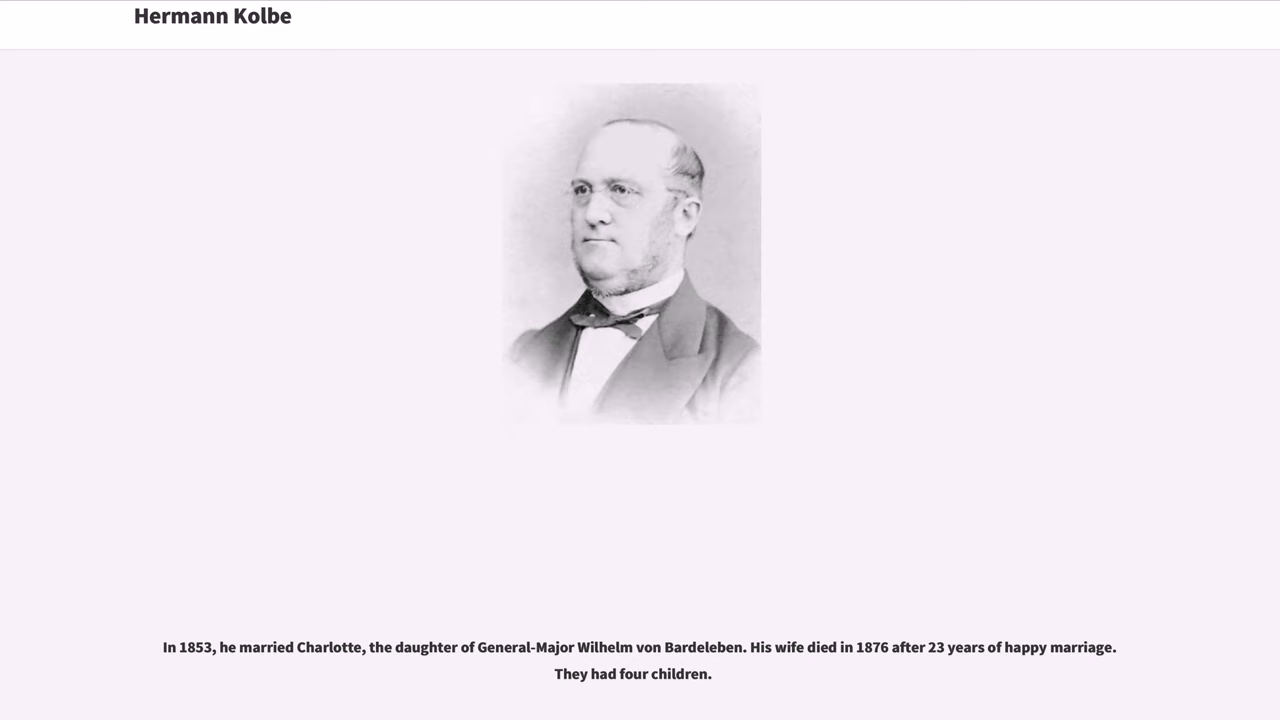 Hermann Kolbe
In 1853, he married Charlotte, the daughter of General-Major Wilhelm von Bardeleben. His wife died in 1876 after 23 years of happy marriage.
They had four children.